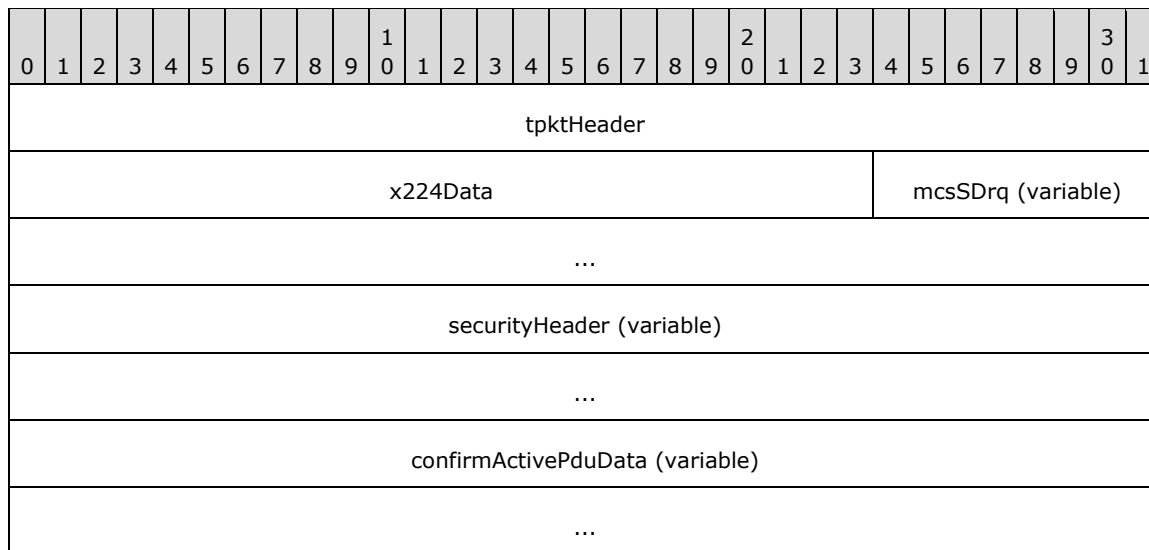 1 2 3
0 1 2 3 4 5 6 7 8 9 0 1 2 3 4 5 6 7 8 9 0 1 2 3 4 5 6 7 8 9 0 1
tpktHeader
x224Data mcsSDrq (variable)
...
securityHeader (variable)
...
confirmActivePduData (variable)
...